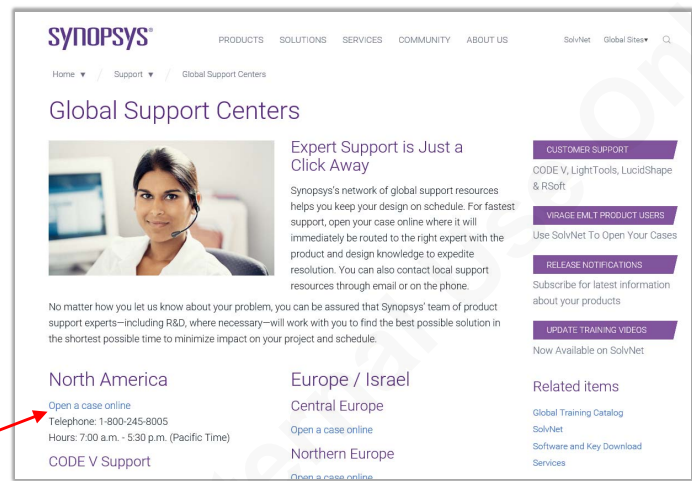 SYNOPSYS®
PRODUCTS SOLUTIONS SERVICES COMMUNITY ABOUT US
SolvNet Global Sites▾
Home ▾ / Support ▾ / Global Support Centers
Global Support Centers
Expert Support is Just a
Click Away
Synopsys's network of global support resources
helps you keep your design on schedule. For fastest
support, open your case online where it will
immediately be routed to the right expert with the
product and design knowledge to expedite
resolution. You can also contact local support
resources through email or on the phone.
No matter how you let us know about your problem, you can be assured that Synopsys' team of product
support experts—including R&D, where necessary—will work with you to find the best possible solution in
the shortest possible time to minimize impact on your project and schedule.
North America
Open a case online
Telephone: 1-800-245-8005
Hours: 7:00 a.m. - 5:30 p.m. (Pacific Time)
CODE V Support
Europe / Israel
Central Europe
Open a case online
Northern Europe
Open a case online
CUSTOMER SUPPORT
CODE V, LightTools, LucidShape
& RSoft
VIRAGE EMLT PRODUCT USERS
Use SolvNet To Open Your Cases
RELEASE NOTIFICATIONS
Subscribe for latest information
about your products
UPDATE TRAINING VIDEOS
Now Available on SolvNet
Related items
Global Training Catalog
SolvNet
Software and Key Download
Services